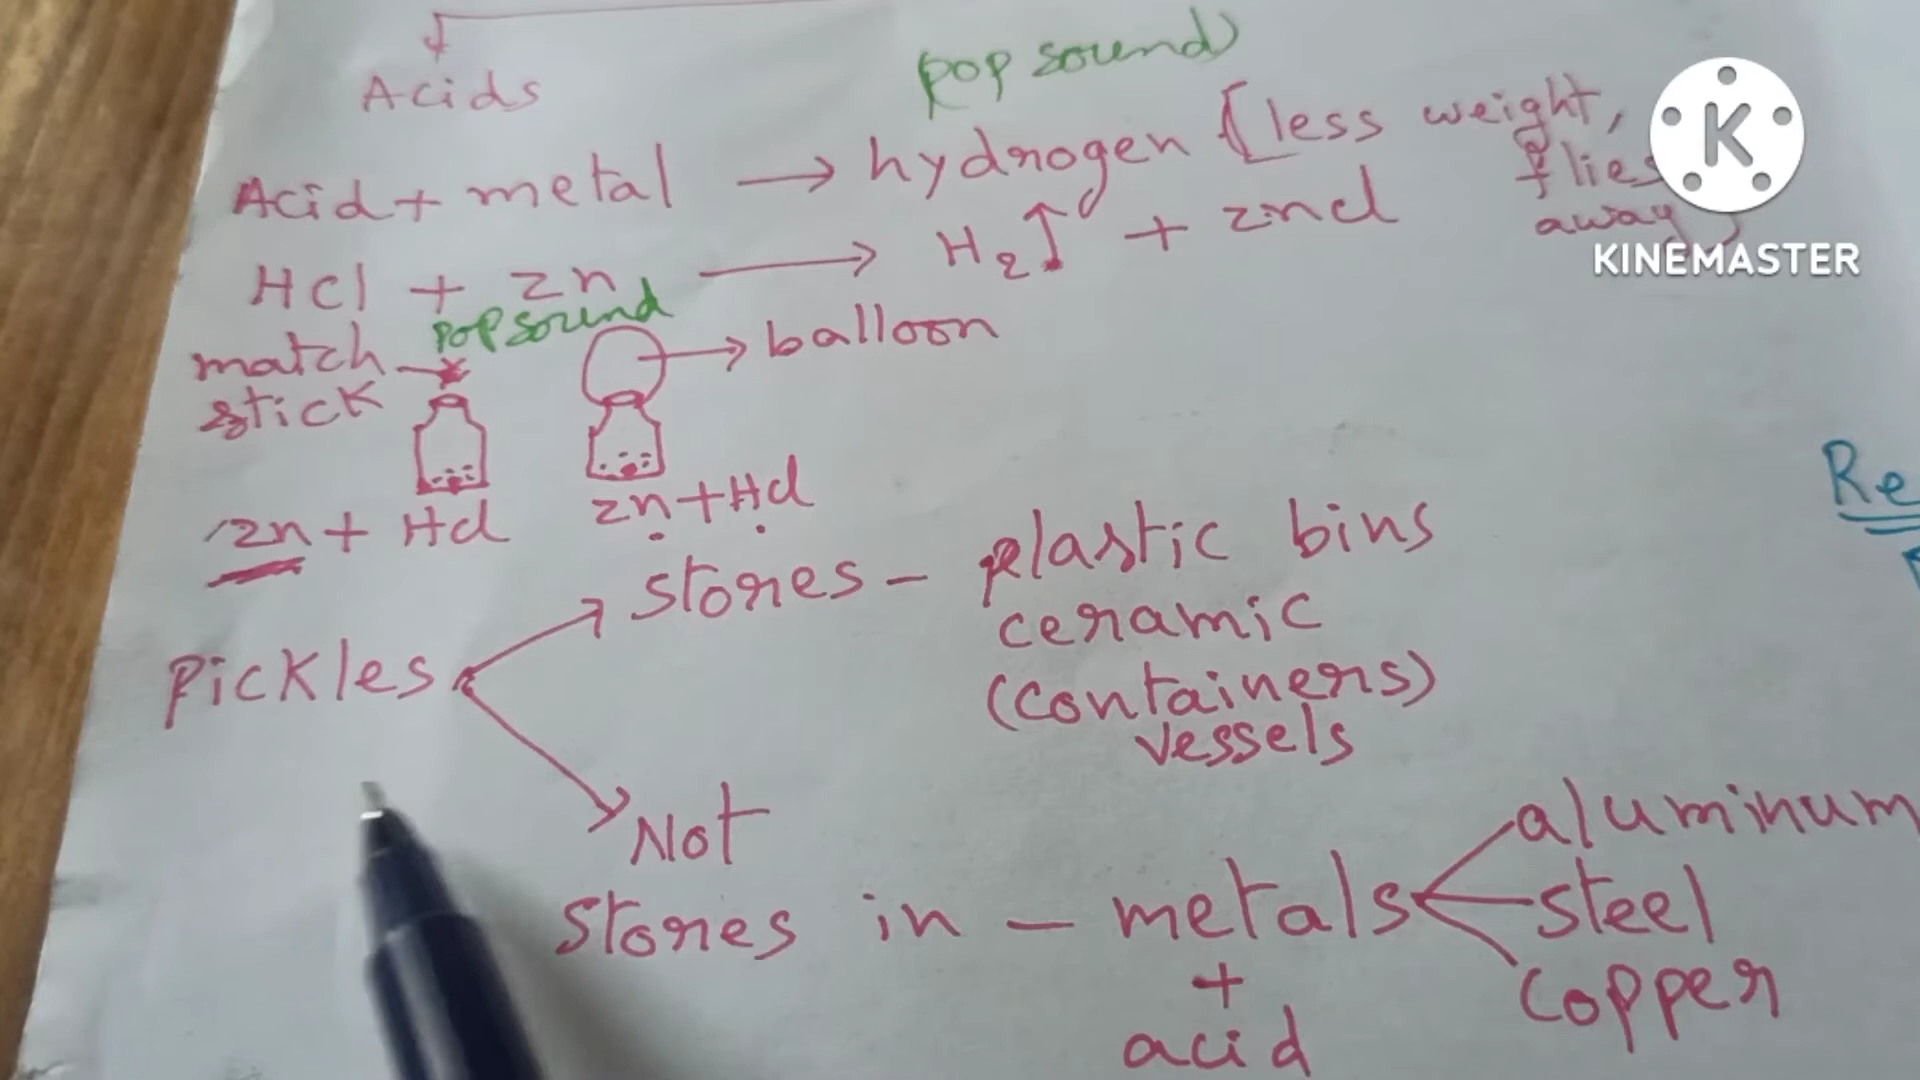 Acids
pop sound
Acid + metal → hydrogen [less weight,
flies
away)
HCl + zn → H2↑ + zncl
pop sound
match
stick
balloon
zn + Hcl
zn + Hcl
Pickles
stores - plastic bins
ceramic
(containers)
vessels
Not
stores in - metals
aluminum
steel
copper
+
acid
Re
K
KINEMASTER